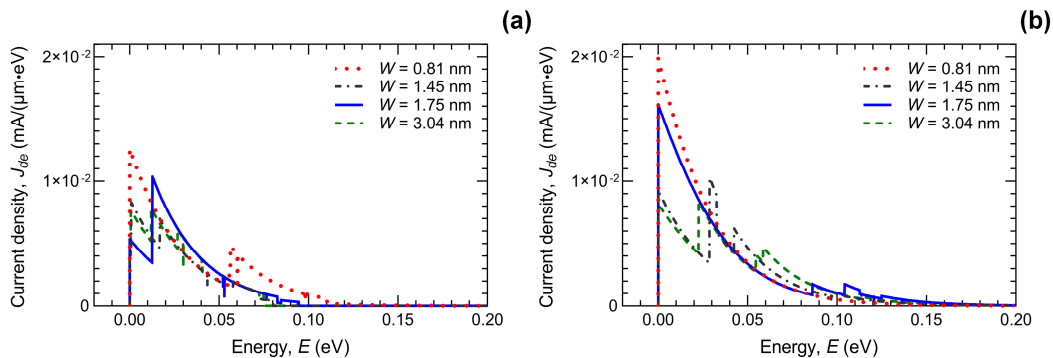 (a)
Current density, J_de (mA/(μm•eV)
2×10⁻²
1×10⁻²
0
0.00 0.05 0.10 0.15 0.20
Energy, E (eV)
W = 0.81 nm
W = 1.45 nm
W = 1.75 nm
W = 3.04 nm
(b)
Current density, J_de (mA/(μm•eV)
2×10⁻²
1×10⁻²
0
0.00 0.05 0.10 0.15 0.20
Energy, E (eV)
W = 0.81 nm
W = 1.45 nm
W = 1.75 nm
W = 3.04 nm